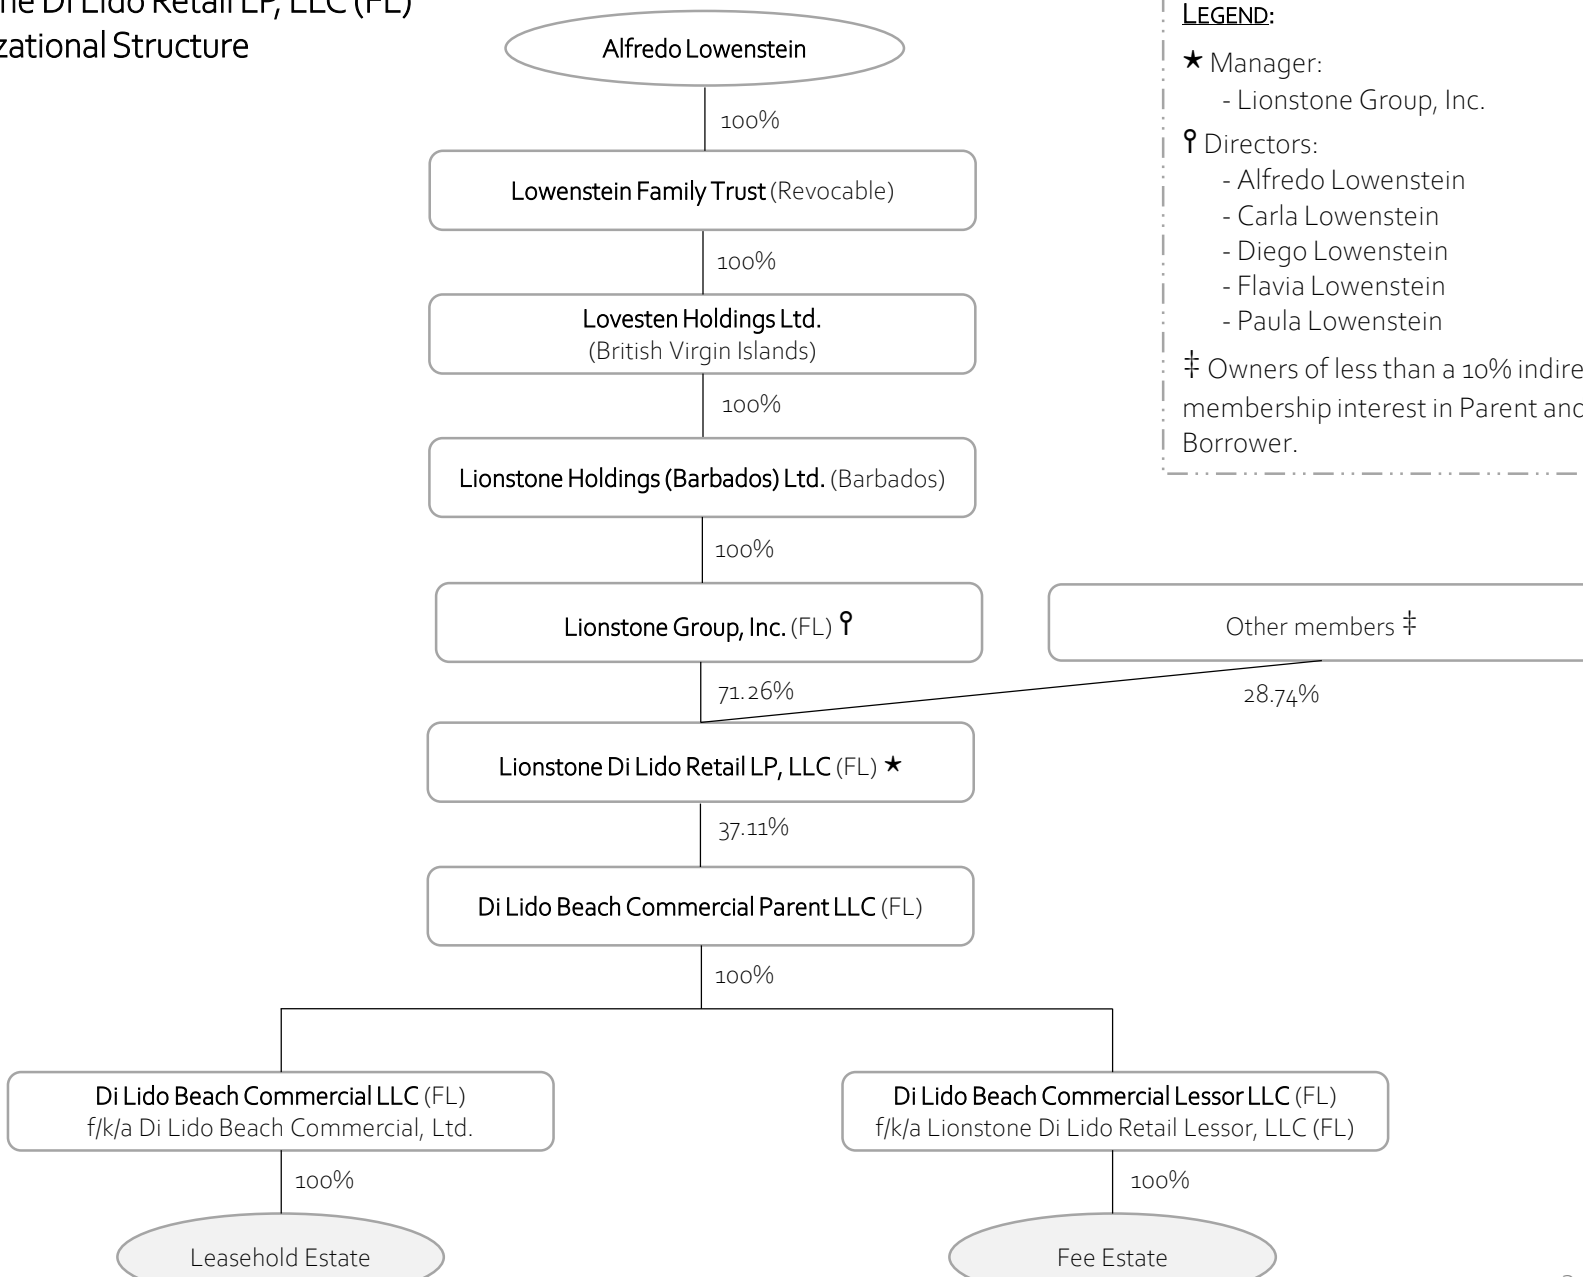 Di Lido Retail LP, LLC (FL)
Structure
Alfredo Lowenstein
100%
Lowenstein Family Trust (Revocable)
100%
Lovesten Holdings Ltd.
(British Virgin Islands)
100%
Lionstone Holdings (Barbados) Ltd. (Barbados)
100%
Lionstone Group, Inc. (FL) ⫯
Other members ‡
71.26%
28.74%
Lionstone Di Lido Retail LP, LLC (FL) ★
37.11%
Di Lido Beach Commercial Parent LLC (FL)
100%
Di Lido Beach Commercial LLC (FL)
f/k/a Di Lido Beach Commercial, Ltd.
100%
Leasehold Estate
Di Lido Beach Commercial Lessor LLC (FL)
f/k/a Lionstone Di Lido Retail Lessor, LLC (FL)
100%
Fee Estate
LEGEND:
★ Manager:
- Lionstone Group, Inc.
⫯ Directors:
- Alfredo Lowenstein
- Carla Lowenstein
- Diego Lowenstein
- Flavia Lowenstein
- Paula Lowenstein
‡ Owners of less than a 10%
membership interest in Parent and
Borrower.